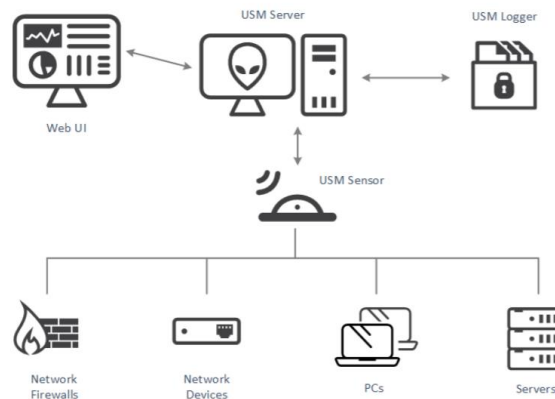 USM Server
USM Logger
Web UI
USM Sensor
Network
Firewalls
Network
Devices
PCs
Servers